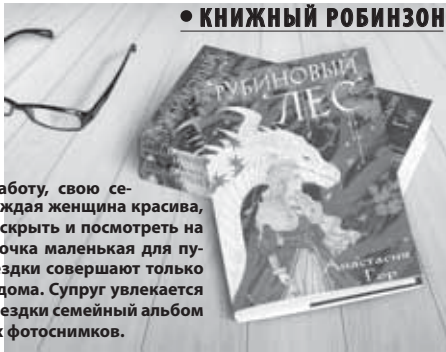 • КНИЖНЫЙ РОБИНЗОН
РУБИНОВЫЙ
ЛЕС
Анастасия
Гор
аботу, свою се-
ждая женщина красива,
скрыть и посмотреть на
очка маленькая для пу-
ездки совершают только
дома. Супруг увлекается
ездки семейный альбом
х фотоснимков.